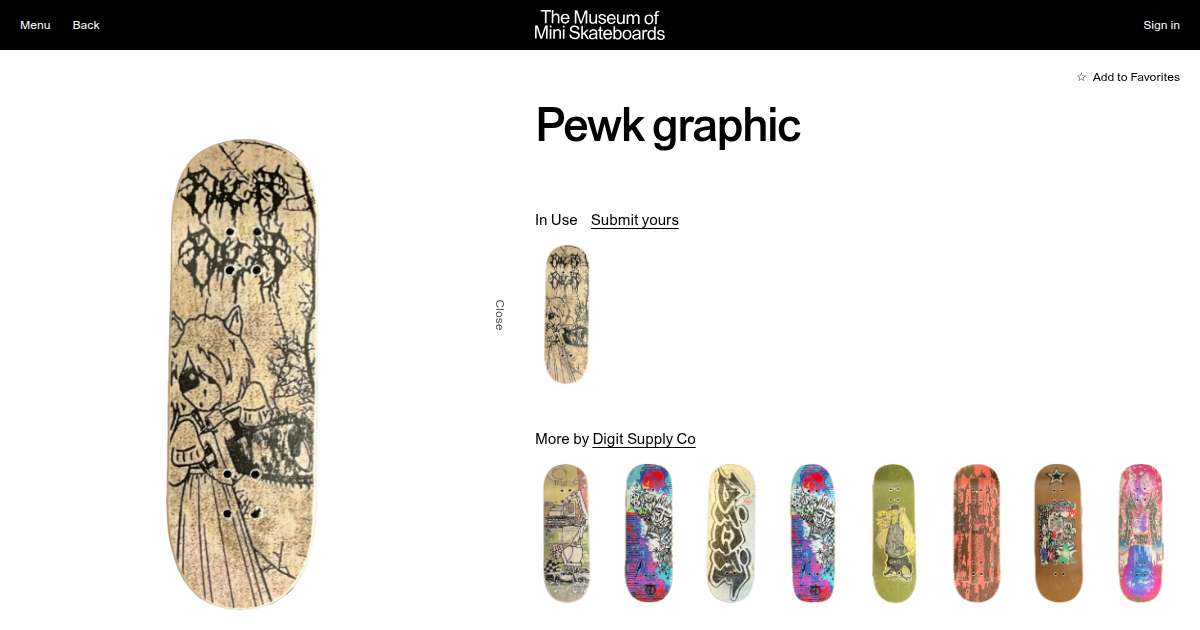 Menu
Back
The Museum of
Mini Skateboards
Sign in
☆ Add to Favorites
Pewk graphic
In Use
Submit yours
Close
More by Digit Supply Co